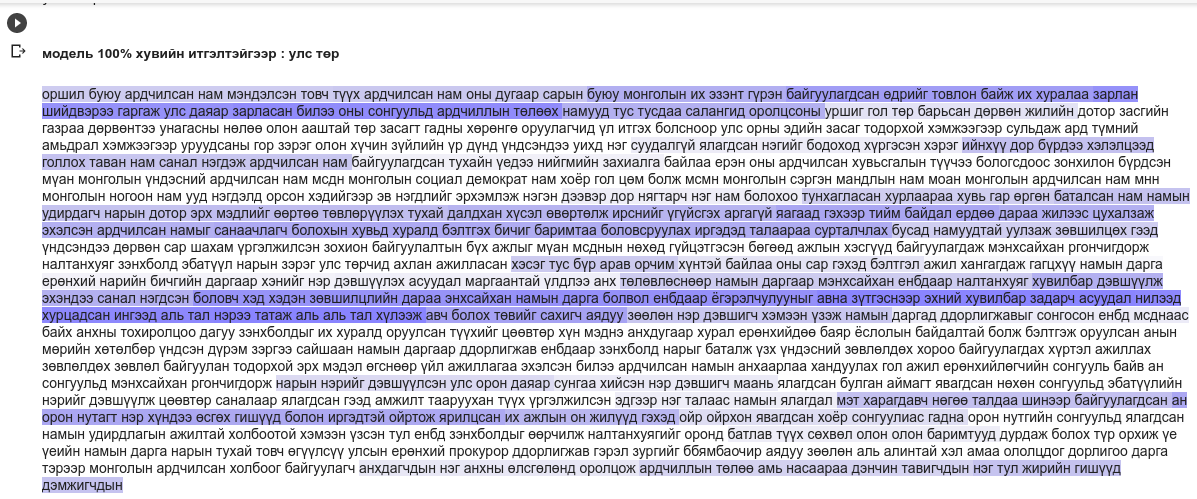 модель 100% хувийн итгэлтэйгээр : улс төр
оршил буюу ардчилсан нам мэндэлсэн товч түүх ардчилсан нам оны дугаар сарын буюу монголын их эзэнт гүрэн байгуулагдсан өдрийг товлон байж их хуралаа зарлан
шийдвэрээ гаргаж улс даяар зарласан билээ оны сонгуульд ардчиллын төлөөх намууд тус тусдаа салангид оролцсоны уршиг гол төр барьсан дөрвөн жилийн дотор засгийн
газраа дөрвөнтээ унагасны нөлөө олон ааштай төр засагт гадны хөрөнгө оруулагчид үл итгэх болсноор улс орны эдийн засаг тодорхой хэмжээгээр сульдаж ард түмний
амьдрал хэмжээгээр уруудсаны гор зэрэг олон хүчин зүйлийн үр дүнд үндсэндээ уихд нэг суудалгүй ялагдсан нэгийг бодоход хүргэсэн хэрэг ийнхүү дор бүрдээ хэлэлцээд
голлох таван нам санал нэгдэж ардчилсан нам байгуулагдсан тухайн үедээ нийгмийн захиалга байлаа ерэн оны ардчилсан хувьсгалын түүчээ бологсдоос зонхилон бүрдсэн
мүан монголын үндэсний ардчилсан нам мсдн монголын социал демократ нам хоёр гол цөм болж мсмн монголын сэргэн мандлын нам моан монголын ардчилсан нам мнн
монголын ногоон нам ууд нэгдэлд орсон хэдийгээр эв нэгдлийг эрхэмлэж нэгэн дээвэр дор нягтарч нэг нам болохоо тунхагласан хурлаараа хувь гар өргөн баталсан нам намын
удирдагч нарын дотор эрх мэдлийг өөртөө төвлөрүүлэх тухай далдхан хүсэл өвөртөлж ирснийг үгүйсгэх аргагүй яагаад гэхээр тийм байдал ердөө дараа жилээс цухалзаж
эхэлсэн ардчилсан намыг санаачлагч болохын хувьд хуралд бэлтгэх бичиг баримтаа боловсруулах иргэдэд талаараа сурталчлах бусад намуудтай уулзаж зөвшилцөх гээд
үндсэндээ дөрвөн сар шахам үргэлжилсэн зохион байгуулалтын бүх ажлыг мүан мсдныn нөхөд гүйцэтгэсэн бөгөөд ажлын хэсгүүд байгуулагдаж мэнхсайхан ргончигдорж
налтанхуяг зэнхболд эбатүүл нарын зэрэг улс төрчид ахлан ажилласан хэсэг тус бүр арав орчим хүнтэй байлаа оны сар гэхэд бэлтгэл ажил хангагдаж гагцхүү намын дарга
ерөнхий нарийн бичгийн даргаар хэнийг нэр дэвшүүлэх асуудал маргаантай үлдлээ анх төлөвлөснөөр намын даргаар мэнхсайхан енбдаар налтанхуяг хувилбар дэвшүүлж
эхэндээ санал нэгдсэн боловч хэд хэдэн зөвшилцлийн дараа энхсайхан намын дарга болвол енбдаар ёгэрэлчулууныг авна зүтгэснээр эхний хувилбар задарч асуудал нилээд
хурцадсан ингээд аль тал нэрээ татаж аль аль тал хүлээж авч болох төвийг сахигч аядуу зөөлөн нэр дэвшигч хэмээн үзэж намын даргад ддорлигжавыг сонгосон енбд мсднаас
байх анхны тохиролцоо дагуу зэнхболдыг их хуралд оруулсан түүхийг цөөвтөр хүн мэднэ анхдугаар хурал ерөнхийдөө баяр ёслолын байдалтай болж бэлтгэж оруулсан анын
мөрийн хөтөлбөр үндсэн дүрэм зэргээ сайшаан намын даргаар ддорлигжав енбдаар зэнхболд нарыг баталж үзх үндэсний зөвлөлдөх хороо байгуулагдах хүртэл ажиллах
зөвлөлдөх зөвлөл байгуулан тодорхой эрх мэдэл өгснөөр үйл ажиллагаа эхэлсэн билээ ардчилсан намын анхаарлаа хандуулах гол ажил ерөнхийлөгчийн сонгууль байв ан
сонгуульд мэнхсайхан ргончигдорж нарын нэрийг дэвшүүлсэн улс орон даяар сунгаа хийсэн нэр дэвшигч маань ялагдсан булган аймагт явагдсан нөхөн сонгуульд эбатүүлийн
нэрийг дэвшүүлж цөөвтөр саналаар ялагдсан гээд амжилт таарухан түүх үргэлжилсэн эдгээр нэг талаас намын ялагдал мэт харагдавч нөгөө талдаа шинээр байгуулагдсан ан
орон нутагт нэр хүндээ өсгөх гишүүд болон иргэдтэй ойртож ярилцсан их ажлын он жилүүд гэхэд ойр ойрхон явагдсан хоёр сонгуулиас гадна орон нутгийн сонгуульд ялагдсан
намын удирдлагын ажилтай холбоотой хэмээн үзсэн тул енбд зэнхболдыг өөрчилж налтанхуягийг оронд батлав түүх сөхвөл олон олон баримтууд дурдаж болох түр орхиж үе
үеийн намын дарга нарын тухай товч өгүүлсүү улсын ерөнхий прокурор ддорлигжав гэрэл зургийг ббямбаочир аядуу зөөлөн аль алинтай хэл амаа ололцдог дорлигоо дарга
тэрээр монголын ардчилсан холбоог байгуулагч анхдагчдын нэг анхны өлсгөлөнд оролцож ардчиллын төлөө амь насаараа дэнчин тавигчдын нэг тул жирийн гишүүд
дэмжигчдын